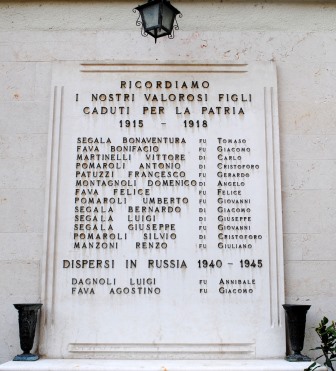 RICORDIAMO
I NOSTRI VALOROSI FIGLI
CADUTI PER LA PATRIA
1915 - 1918
SEGALA BONAVENTURA FU TOMASO
FAVA BONIFACIO FU GIACOMO
MARTINELLI VITTORE DI CARLO
POMAROLI ANTONIO DI CRISTOFORO
PATUZZI FRANCESCO FU GERARDO
MONTAGNOLI DOMENICO DI ANGELO
FAVA FELICE FU FELICE
POMAROLI UMBERTO FU GIOVANNI
SEGALA BERNARDO DI GIACOMO
SEGALA LUIGI DI GIUSEPPE
SEGALA GIUSEPPE FU GIOVANNI
POMAROLI SILVIO DI CRISTOFORO
MANZONI RENZO FU GIULIANO
DISPERSI IN RUSSIA 1940 - 1945
DAGNOLI LUIGI FU ANNIBALE
FAVA AGOSTINO FU GIACOMO